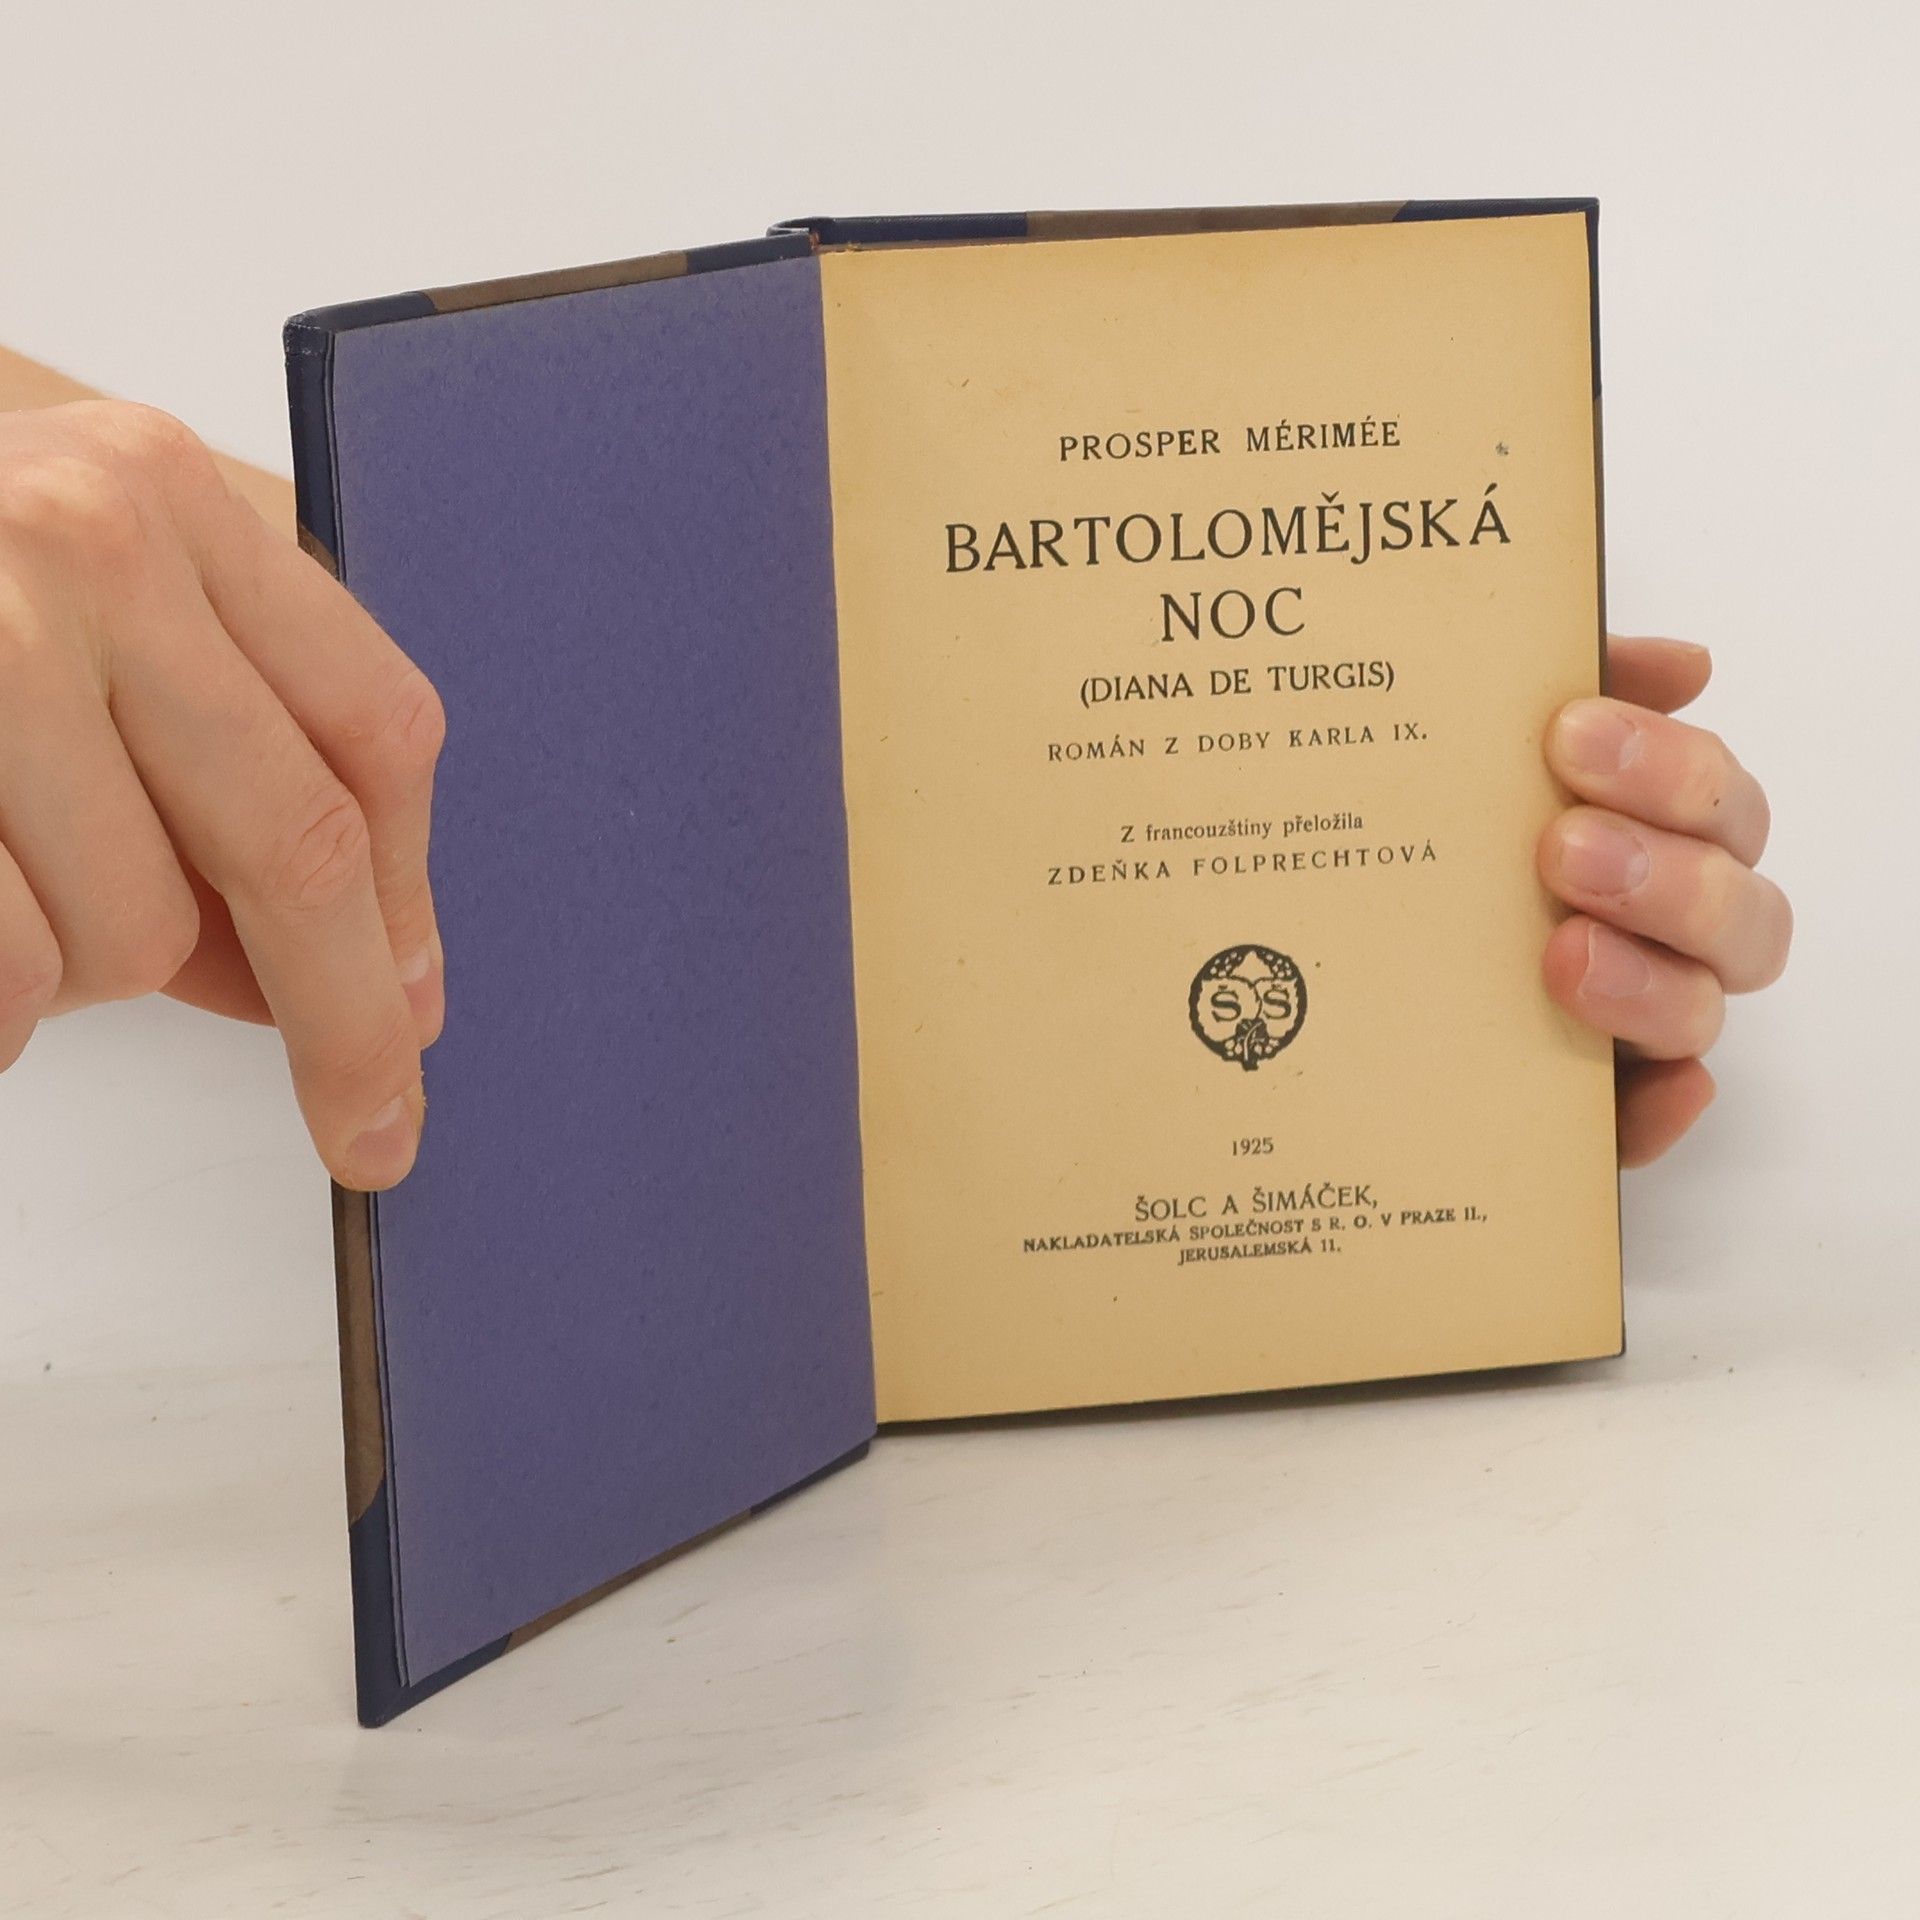 PROSPER MÉRIMÉE
BARTOLOMĚJSKÁ
NOC
(DIANA DE TURGIS)
ROMÁN Z DOBY KARLA IX.
Z francouzštiny přeložila
ZDEŇKA FOLPRECHTOVÁ
Š Š
1925
ŠOLC A ŠIMÁČEK,
NAKLADATELSKÁ SPOLEČNOST S R. O. V PRAZE II.,
JERUSALEMSKÁ 11.